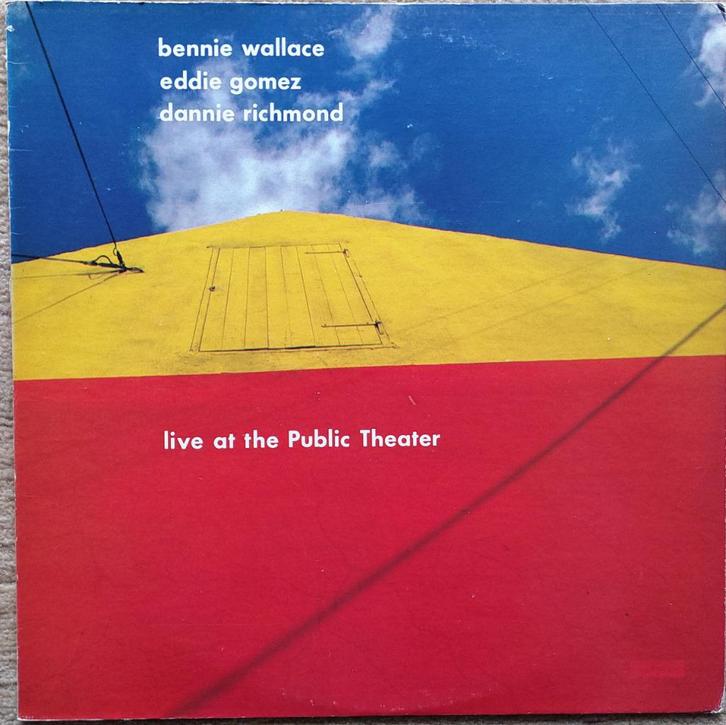 bennie wallace
eddie gomez
dannie richmond
live at the Public Theater